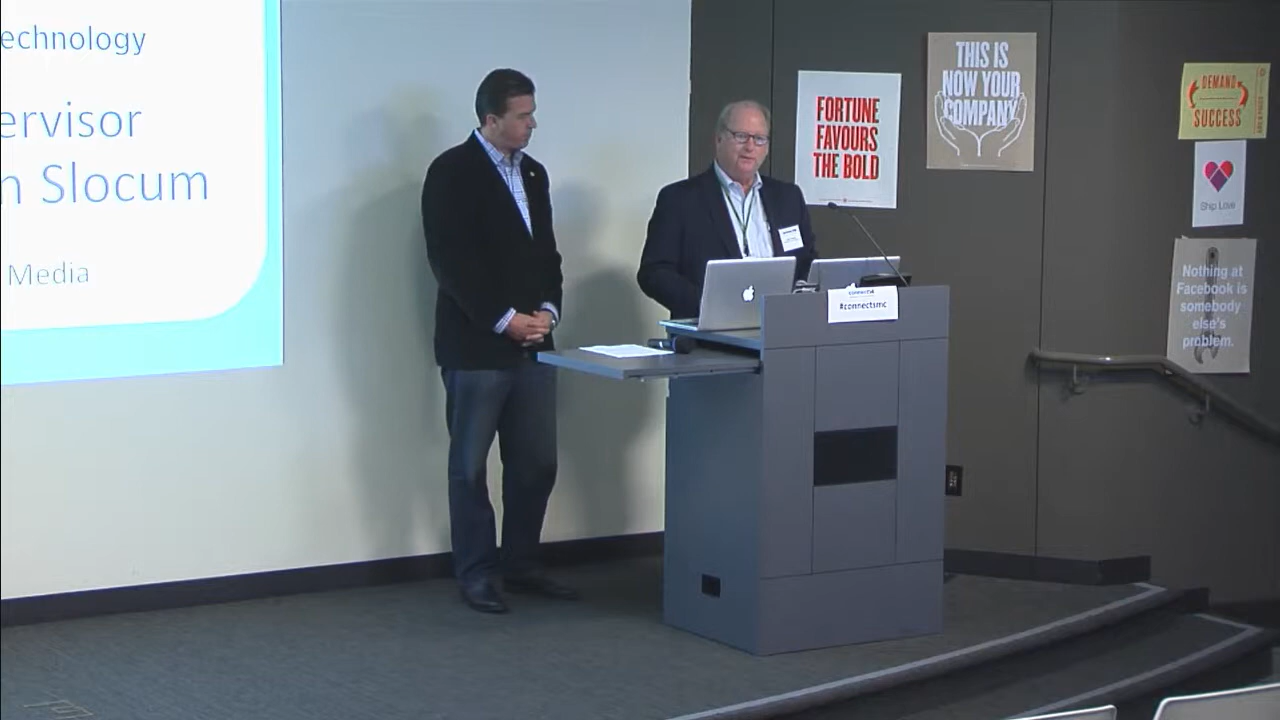 echnology
ervisor
n Slocum
Media
FORTUNE
FAVOURS
THE BOLD
THIS IS
NOW YOUR
COMPANY
DEMAND
SUCCESS
Ship Love
Nothing at
Facebook is
somebody
else's
problem.
#connectsmc